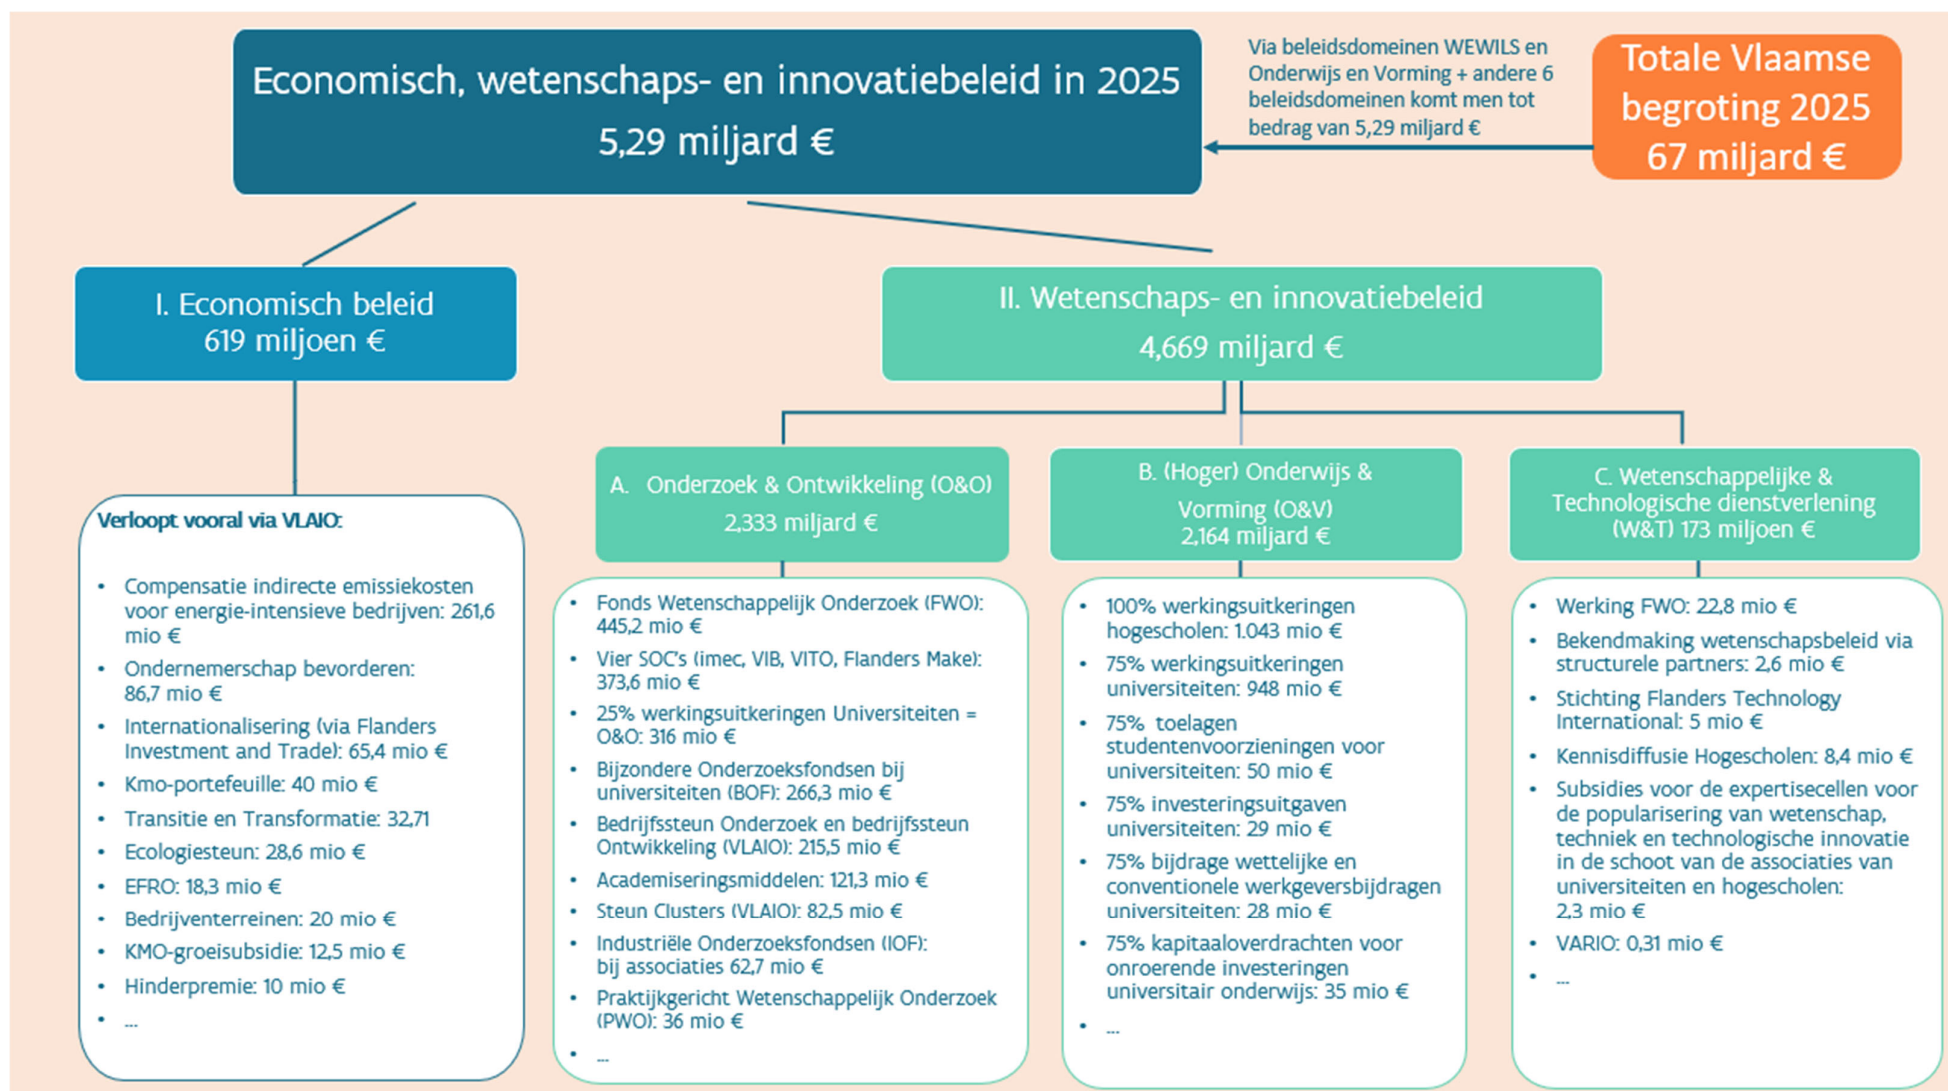 Economisch, wetenschaps- en innovatiebeleid in 2025
5,29 miljard €
Via beleidsdomeinen WEWILS en
Onderwijs en Vorming + andere 6
beleidsdomeinen komt men tot
bedrag van 5,29 miljard €
Totale Vlaamse
begroting 2025
67 miljard €
I. Economisch beleid
619 miljoen €
II. Wetenschaps- en innovatiebeleid
4,669 miljard €
Verloopt vooral via VLAIO:
• Compensatie indirecte emissiekosten
voor energie-intensieve bedrijven: 261,6
mio €
• Ondernemerschap bevorderen:
86,7 mio €
• Internationalisering (via Flanders
Investment and Trade): 65,4 mio €
• Kmo-portefeuille: 40 mio €
• Transitie en Transformatie: 32,71
• Ecologiesteun: 28,6 mio €
• EFRO: 18,3 mio €
• Bedrijventerreinen: 20 mio €
• KMO-groeisubsidie: 12,5 mio €
• Hinderpremie: 10 mio €
• ...
A. Onderzoek & Ontwikkeling (O&O)
2,333 miljard €
• Fonds Wetenschappelijk Onderzoek (FWO):
445,2 mio €
• Vier SOC's (imec, VIB, VITO, Flanders Make):
373,6 mio €
• 25% werkingsuitkeringen Universiteiten =
O&O: 316 mio €
• Bijzondere Onderzoeksfondsen bij
universiteiten (BOF): 266,3 mio €
• Bedrijfssteun Onderzoek en bedrijfssteun
Ontwikkeling (VLAIO): 215,5 mio €
• Academiseringsmiddelen: 121,3 mio €
• Steun Clusters (VLAIO): 82,5 mio €
• Industriële Onderzoeksfondsen (IOF):
bij associaties 62,7 mio €
• Praktijkgericht Wetenschappelijk Onderzoek
(PWO): 36 mio €
• ...
B. (Hoger) Onderwijs &
Vorming (O&V)
2,164 miljard €
• 100% werkingsuitkeringen
hogescholen: 1.043 mio €
• 75% werkingsuitkeringen
universiteiten: 948 mio €
• 75% toelagen
studentenvoorzieningen voor
universiteiten: 50 mio €
• 75% investeringsuitgaven
universiteiten: 29 mio €
• 75% bijdrage wettelijke en
conventionele werkgeversbijdragen
universiteiten: 28 mio €
• 75% kapitaaloverdrachten voor
onroerende investeringen
universitair onderwijs: 35 mio €
• ...
C. Wetenschappelijke &
Technologische dienstverlening
(W&T) 173 miljoen €
• Werking FWO: 22,8 mio €
• Bekendmaking wetenschapsbeleid via
structurele partners: 2,6 mio €
• Stichting Flanders Technology
International: 5 mio €
• Kennisdiffusie Hogescholen: 8,4 mio €
• Subsidies voor de expertisecellen voor
de popularisering van wetenschap,
techniek en technologische innovatie
in de schoot van de associaties van
universiteiten en hogescholen:
2,3 mio €
• VARIO: 0,31 mio €
• ...